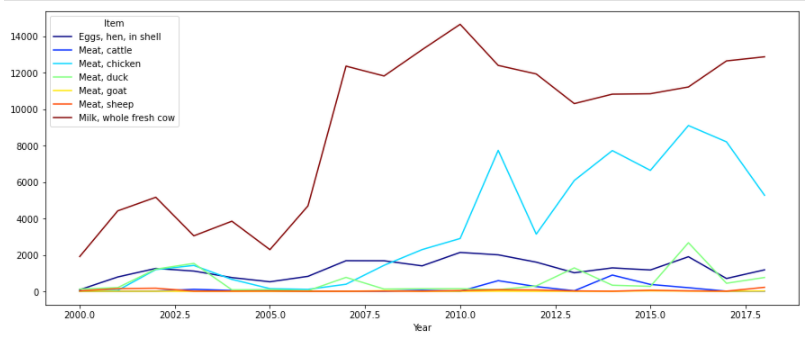 Item
Eggs, hen, in shell
Meat, cattle
Meat, chicken
Meat, duck
Meat, goat
Meat, sheep
Milk, whole fresh cow
14000
12000
10000
8000
6000
4000
2000
0
2000.0 2002.5 2005.0 2007.5 2010.0 2012.5 2015.0 2017.5
Year